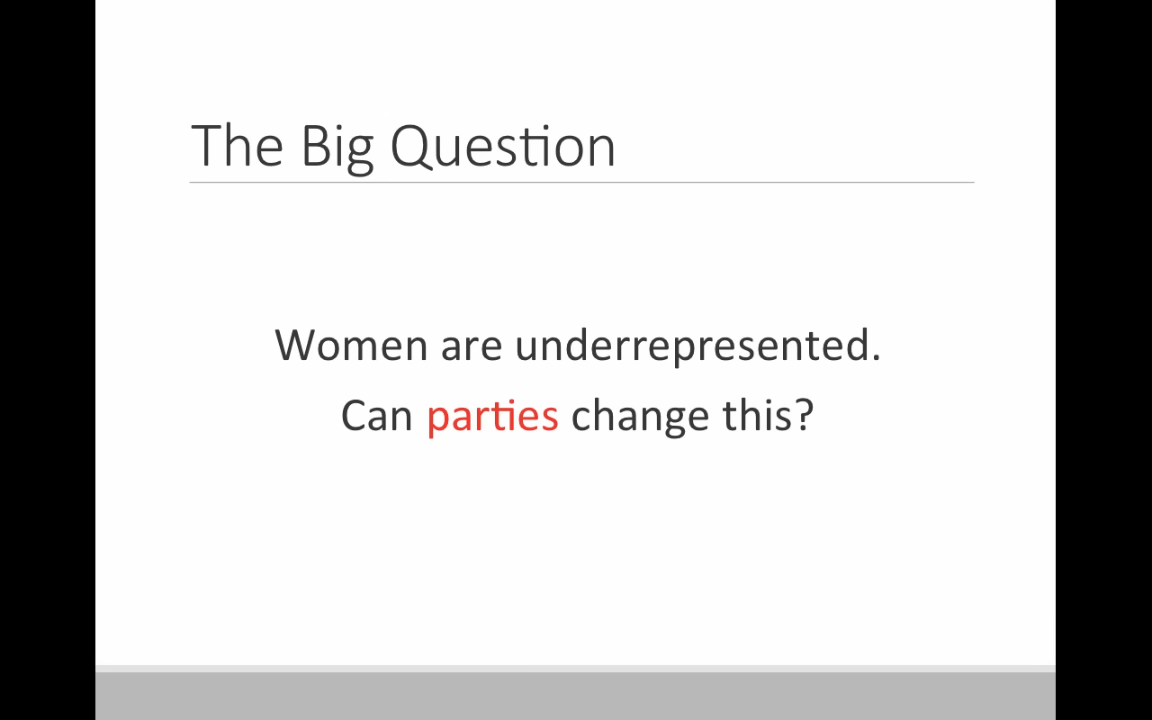 The Big Question
Women are underrepresented.
Can parties change this?